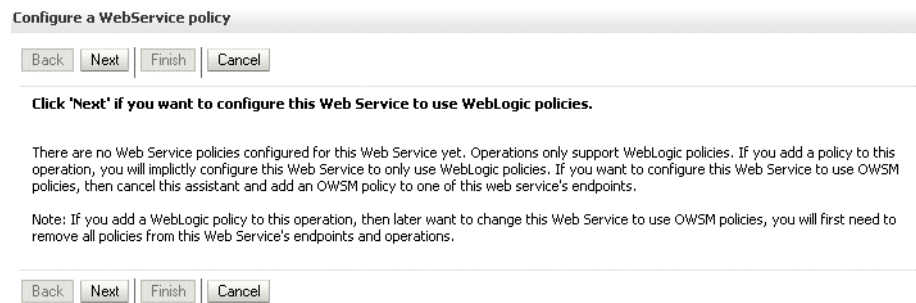 Configure a WebService policy
Back Next Finish Cancel
Click 'Next' if you want to configure this Web Service to use WebLogic policies.
There are no Web Service policies configured for this Web Service yet. Operations only support WebLogic policies. If you add a policy to this
operation, you will implictly configure this Web Service to only use WebLogic policies. If you want to configure this Web Service to use OWSM
policies, then cancel this assistant and add an OWSM policy to one of this web service's endpoints.
Note: If you add a WebLogic policy to this operation, then later want to change this Web Service to use OWSM policies, you will first need to
remove all policies from this Web Service's endpoints and operations.
Back Next Finish Cancel